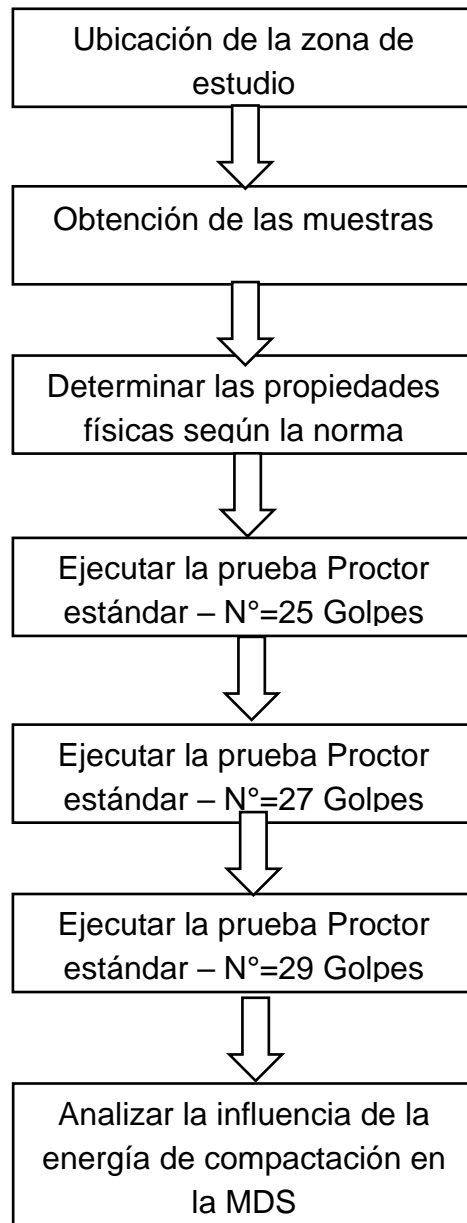 Ubicación de la zona de
estudio
Obtención de las muestras
Determinar las propiedades
físicas según la norma
Ejecutar la prueba Proctor
estándar – N°=25 Golpes
Ejecutar la prueba Proctor
estándar – N°=27 Golpes
Ejecutar la prueba Proctor
estándar – N°=29 Golpes
Analizar la influencia de la
energía de compactación en
la MDS